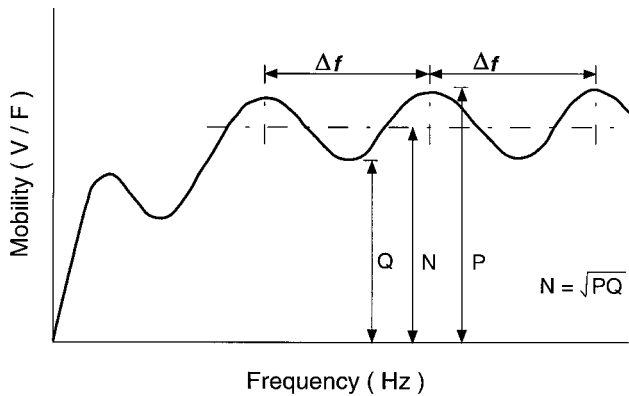 Δf Δf
Mobility ( V / F )
Q N P
N = √PQ
Frequency ( Hz )